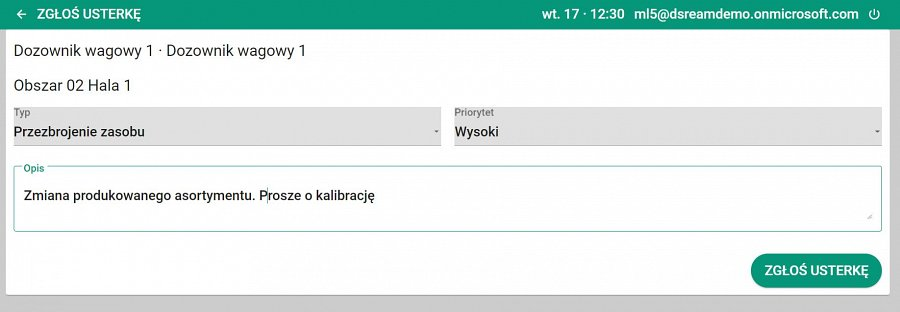 ZGŁOŚ USTERKĘ wt. 17 · 12:30 ml5@dsreamdemo.onmicrosoft.com
Dozownik wagowy 1 · Dozownik wagowy 1
Obszar 02 Hala 1
Typ Priorytet
Przezbrojenie zasobu Wysoki
Opis
Zmiana produkowanego asortymentu. Prosze o kalibrację
ZGŁOŚ USTERKĘ